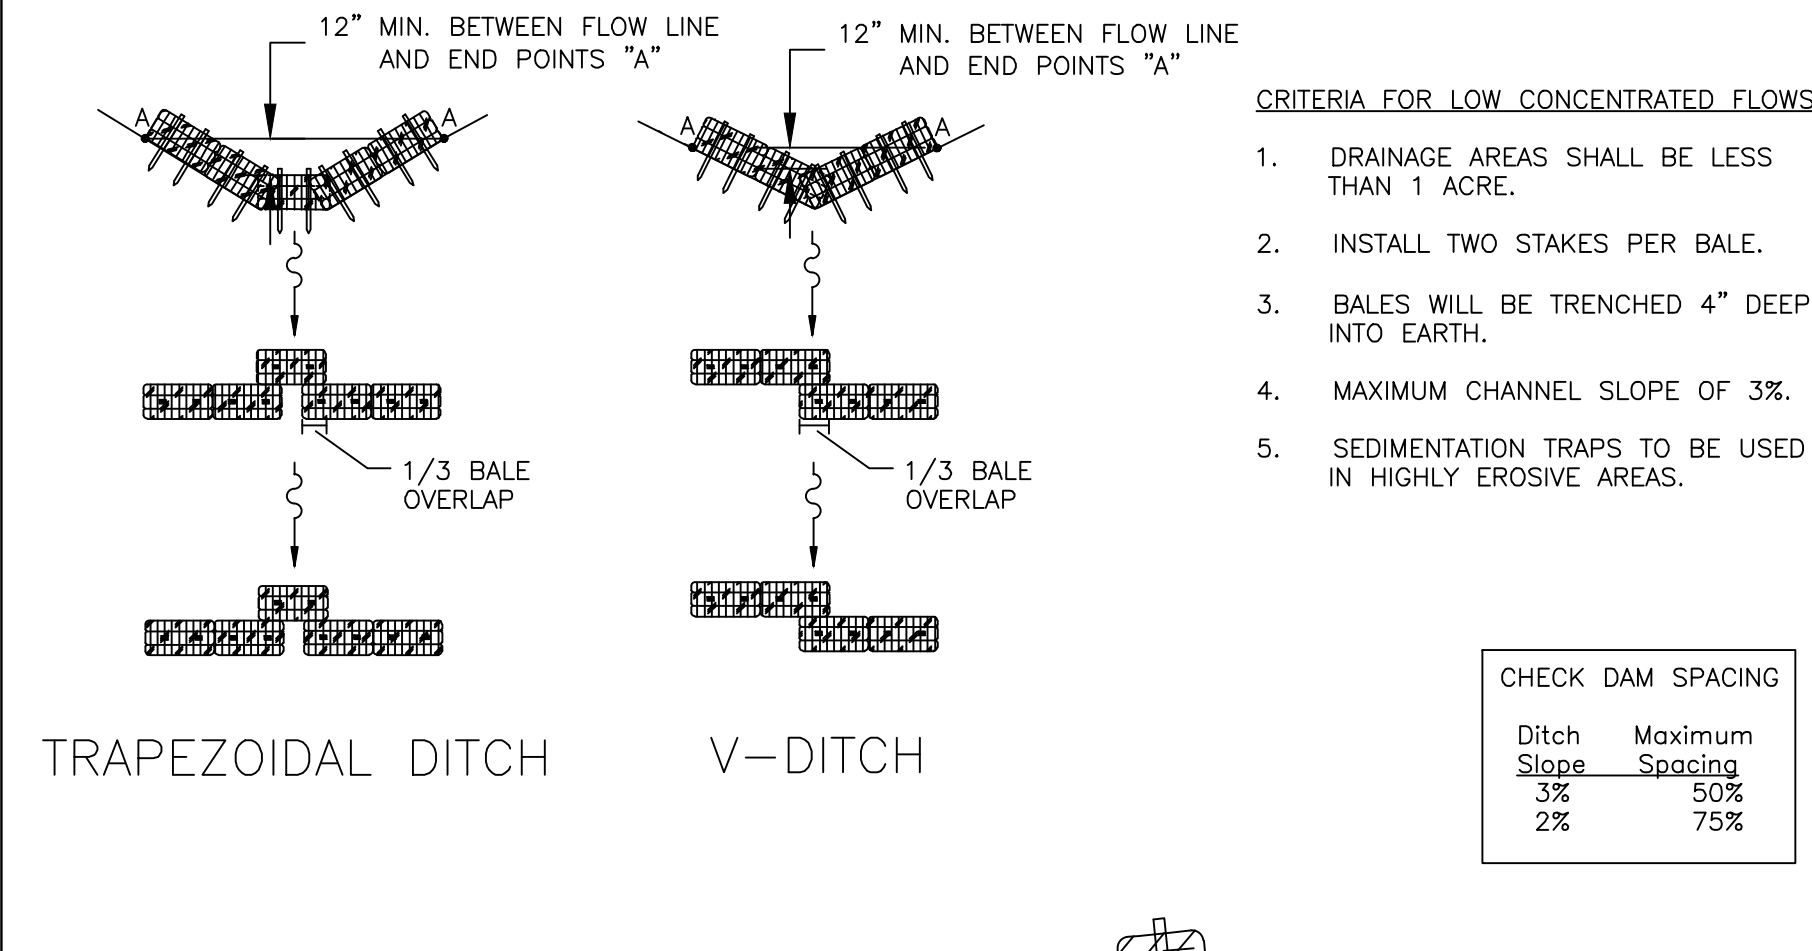 12" MIN. BETWEEN FLOW LINE
AND END POINTS "A"
12" MIN. BETWEEN FLOW LINE
AND END POINTS "A"
A
A
A
A
1/3 BALE
OVERLAP
1/3 BALE
OVERLAP
TRAPEZOIDAL DITCH
V-DITCH
CRITERIA FOR LOW CONCENTRATED FLOWS
1. DRAINAGE AREAS SHALL BE LESS
THAN 1 ACRE.
2. INSTALL TWO STAKES PER BALE.
3. BALES WILL BE TRENCHED 4" DEEP
INTO EARTH.
4. MAXIMUM CHANNEL SLOPE OF 3%.
5. SEDIMENTATION TRAPS TO BE USED
IN HIGHLY EROSIVE AREAS.
CHECK DAM SPACING
Ditch Maximum
Slope Spacing
3% 50%
2% 75%